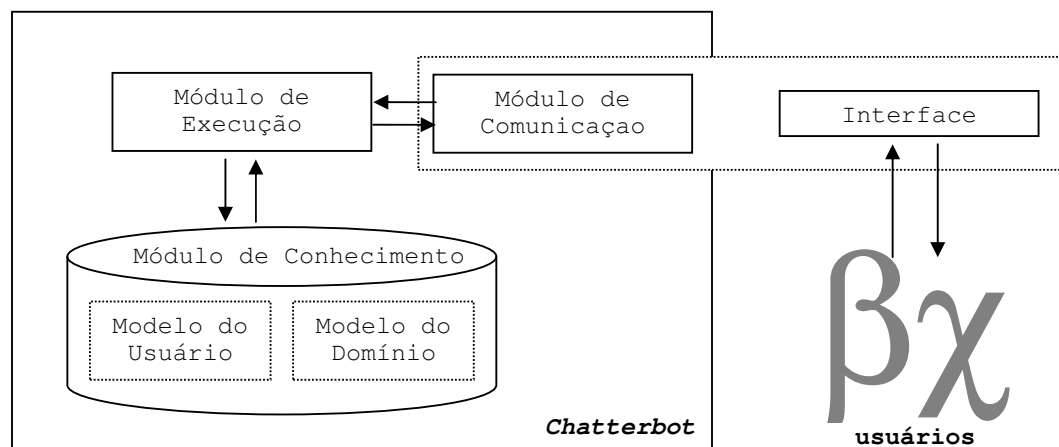 Módulo de
Execução
Módulo de
Comunicaçao
Interface
Módulo de Conhecimento
Modelo do
Usuário
Modelo do
Domínio
Chatterbot
βχ
usuários